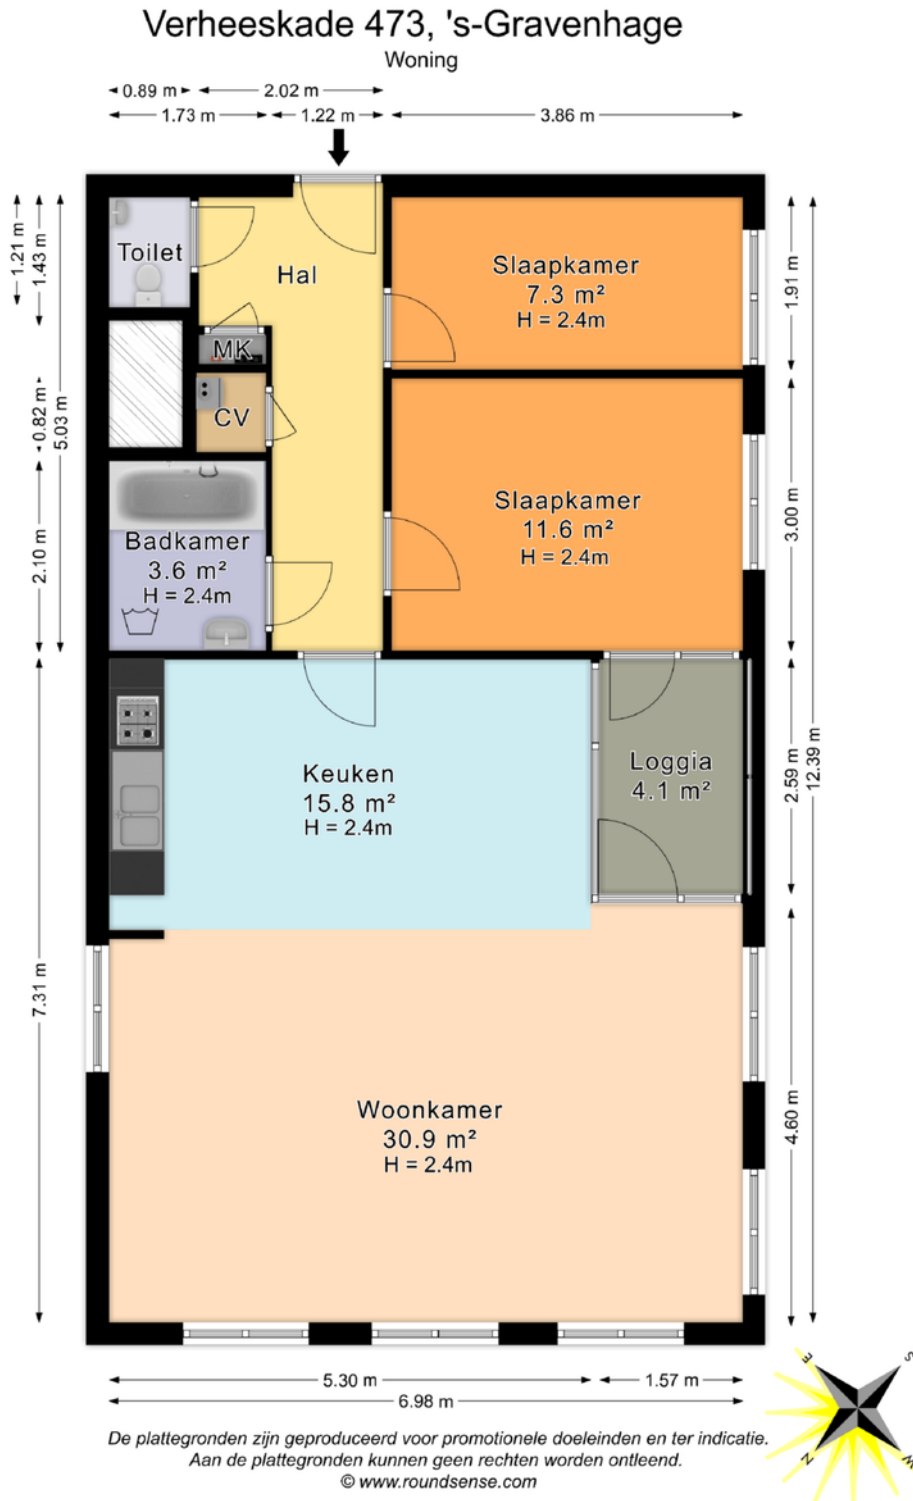 Verheeskade 473, 's-Gravenhage
Woning
0.89 m 2.02 m
1.73 m 1.22 m 3.86 m
Toilet
Hal
Slaapkamer
7.3 m²
H = 2.4m
MK
CV
Slaapkamer
11.6 m²
H = 2.4m
Badkamer
3.6 m²
H = 2.4m
Keuken
15.8 m²
H = 2.4m
Loggia
4.1 m²
Woonkamer
30.9 m²
H = 2.4m
1.21 m
1.43 m
5.03 m
0.82 m
2.10 m
7.31 m
1.91 m
3.00 m
2.59 m
12.39 m
4.60 m
5.30 m 1.57 m
6.98 m
E
S
N
W
De plattegronden zijn geproduceerd voor promotionele doeleinden en ter indicatie.
Aan de plattegronden kunnen geen rechten worden ontleend.
© www.roundsense.com